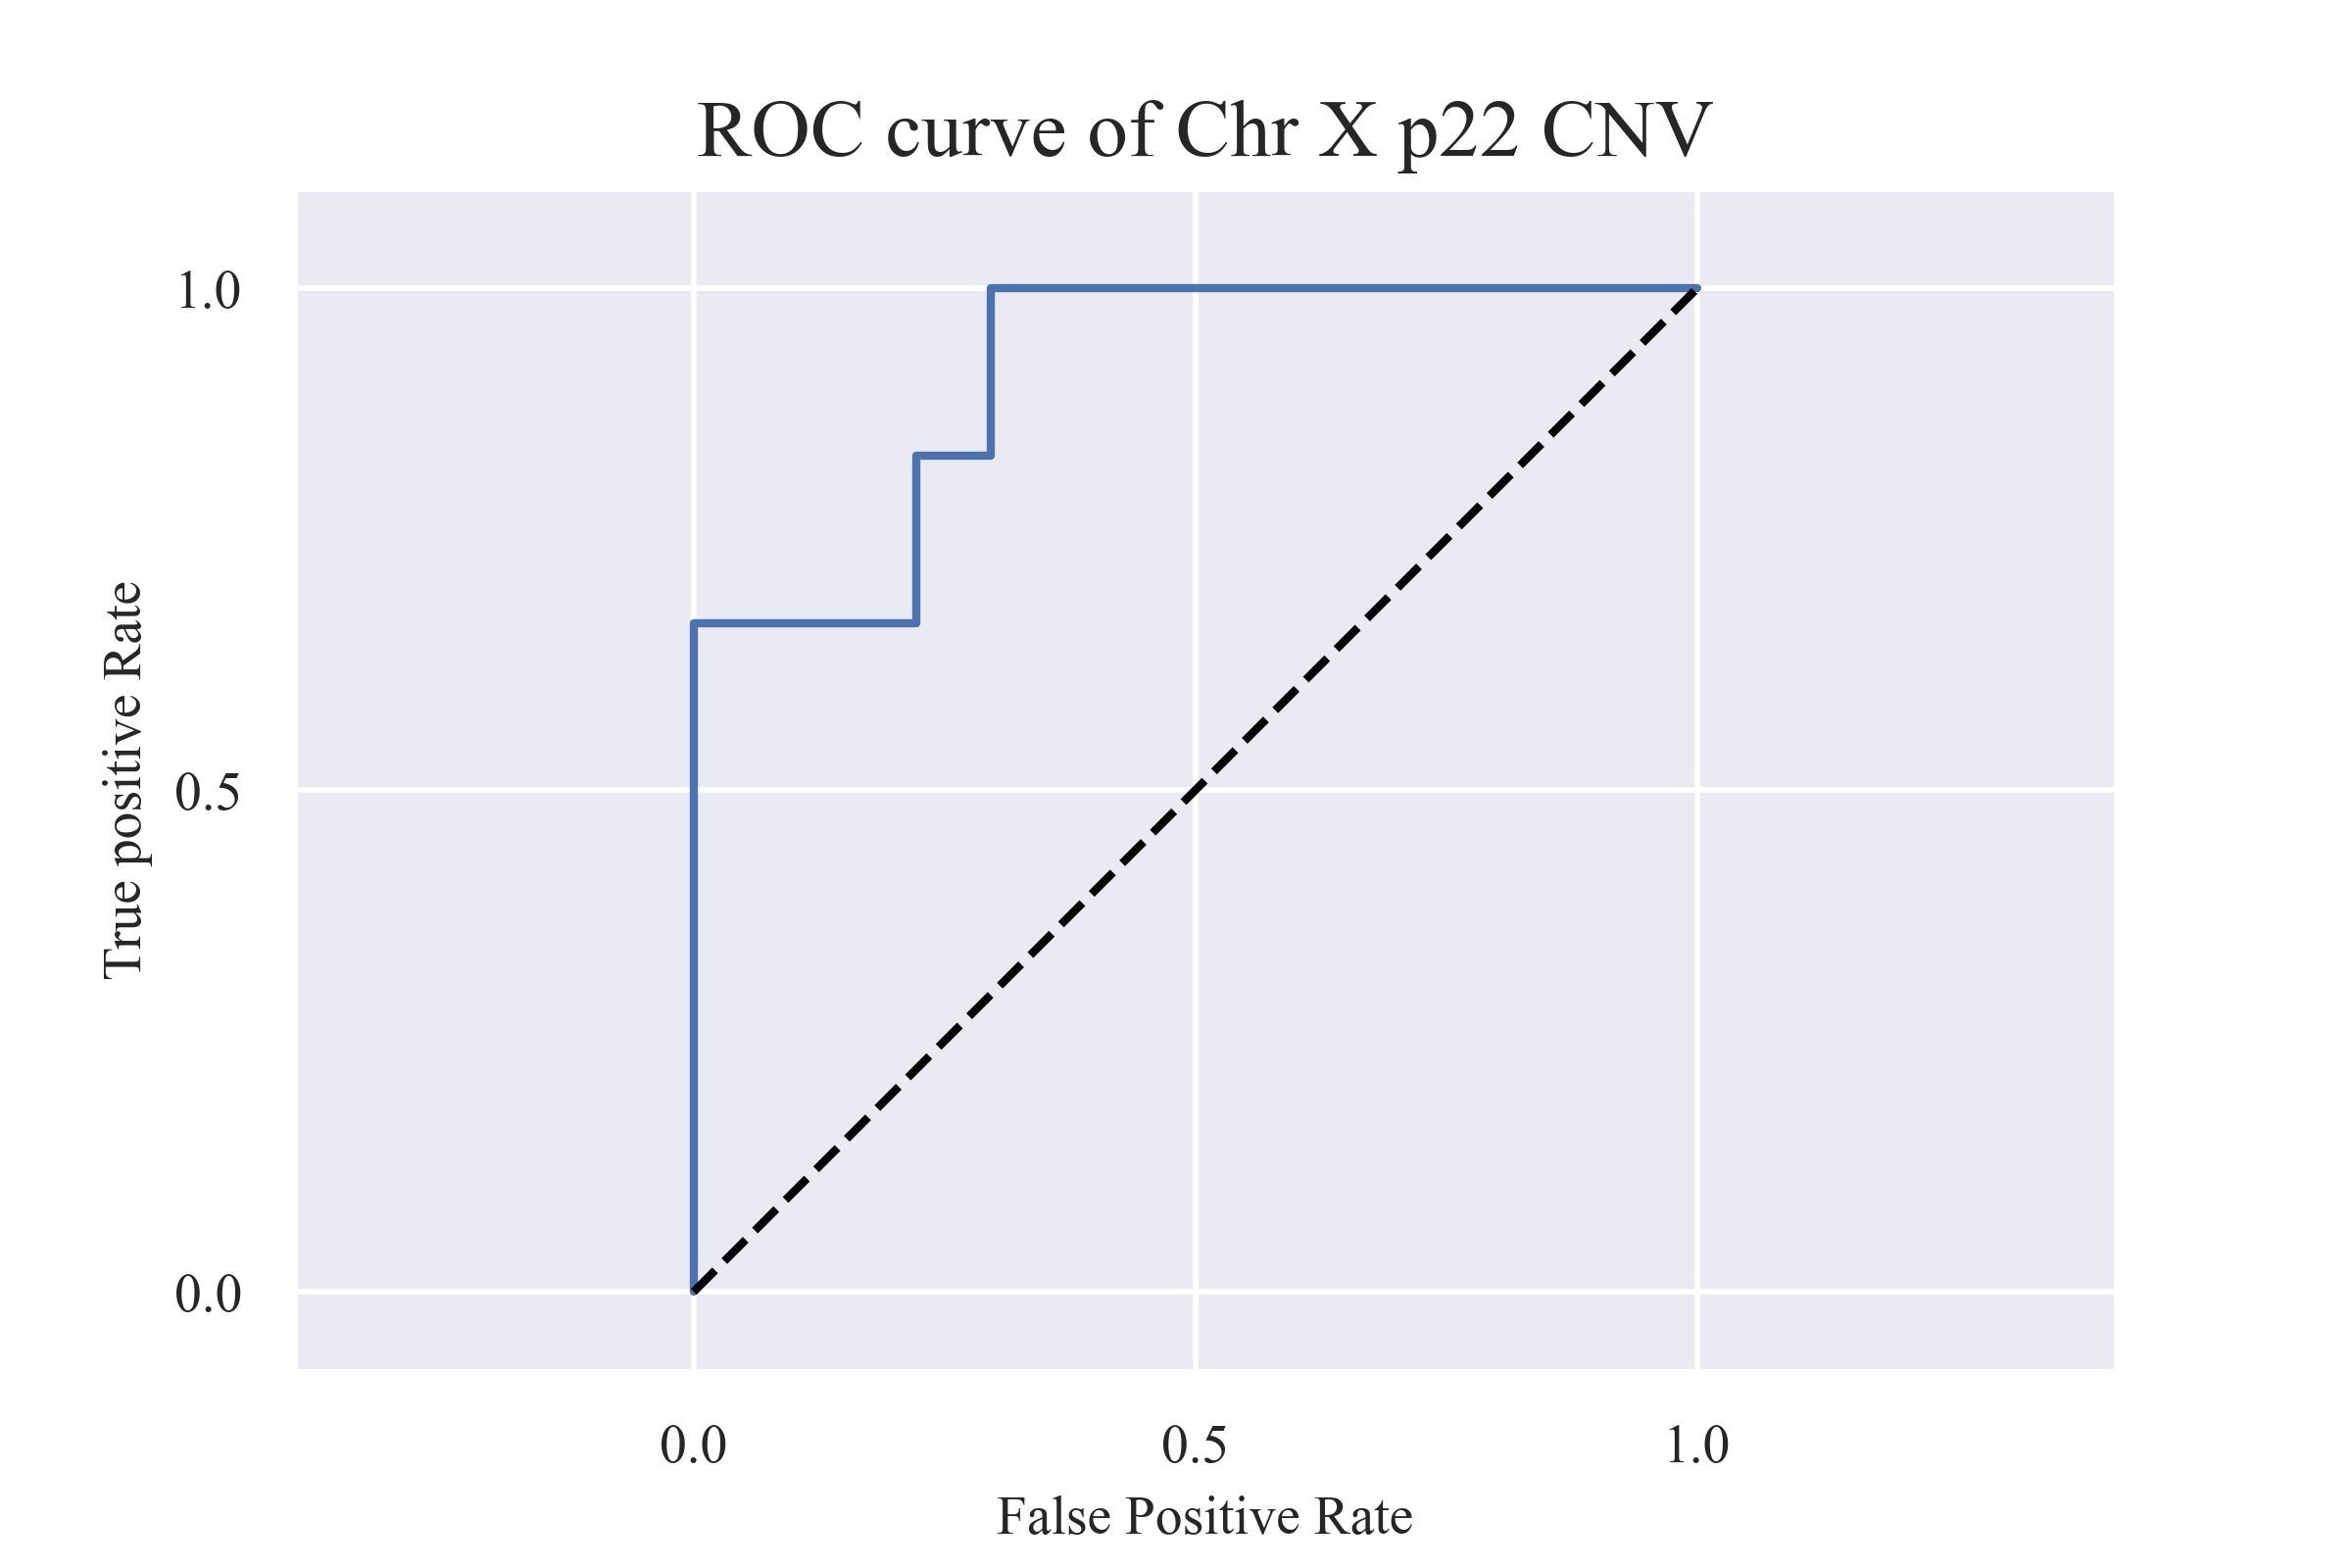 ROC curve of Chr X p22 CNV
True positive Rate
1.0
0.5
0.0
0.0 0.5 1.0
False Positive Rate